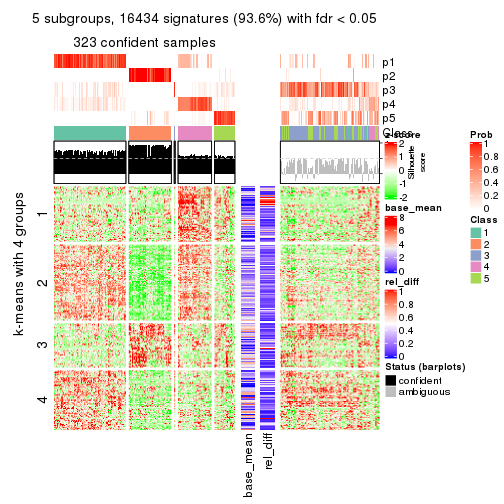 5 subgroups, 16434 signatures (93.6%) with fdr < 0.05
323 confident samples
p1
p2
p3
p4
p5
Class
Silhouette
score
k-means with 4 groups
1
2
3
4
base_mean
rel_diff
z-score
2
1
0
-1
-2
base_mean
8
6
4
2
0
rel_diff
1
0.8
0.6
0.4
0.2
0
Status (barplots)
confident
ambiguous
Prob
1
0.8
0.6
0.4
0.2
0
Class
1
2
3
4
5